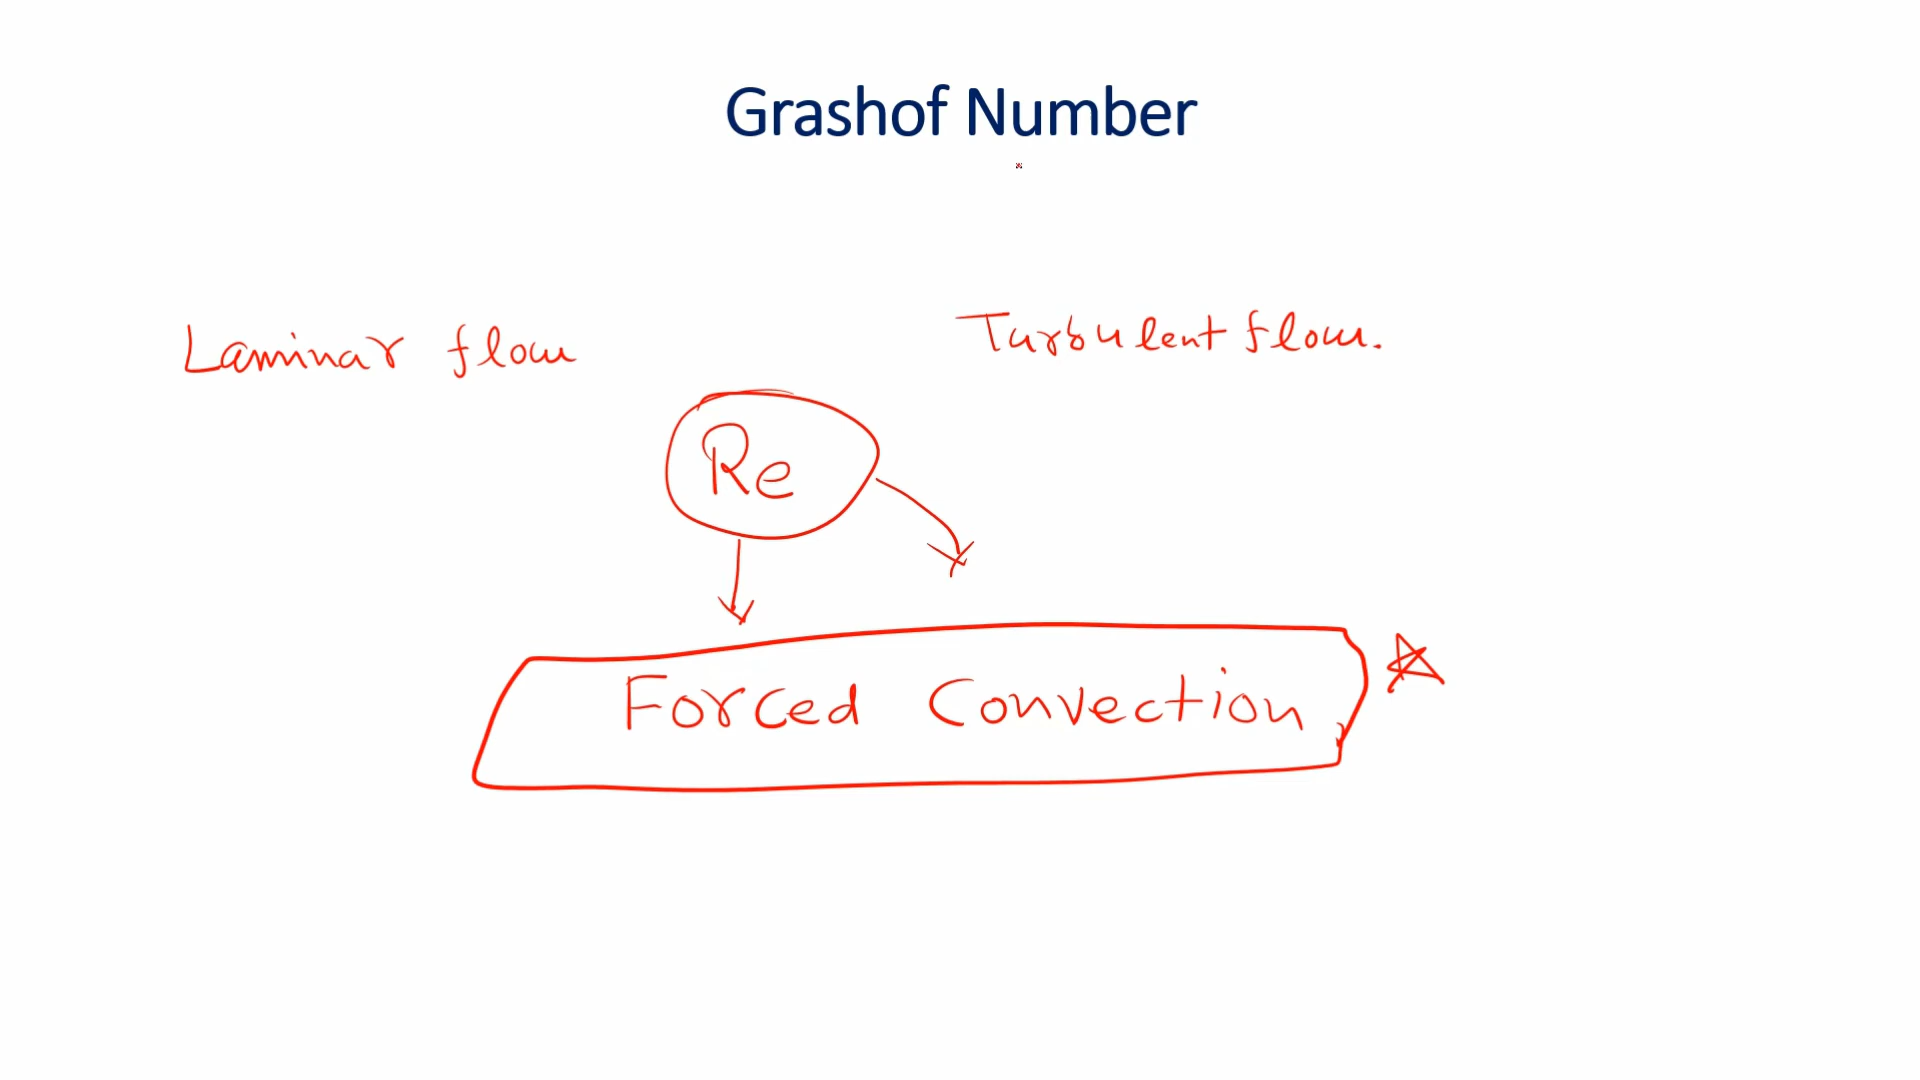 Grashof Number
Laminar flow
Turbulent flow.
Re
Forced Convection